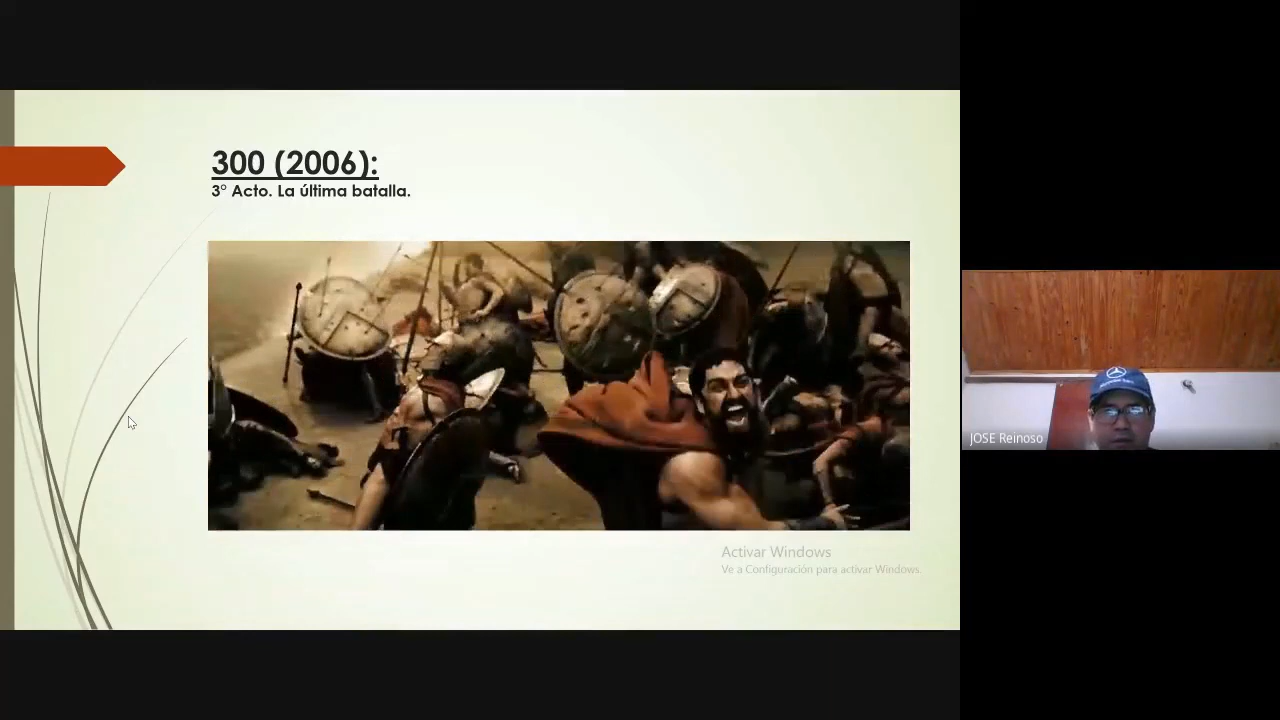 300 (2006):
3° Acto. La última batalla.
Activar Windows
Ve a Configuración para activar Windows.
JOSE Reinoso